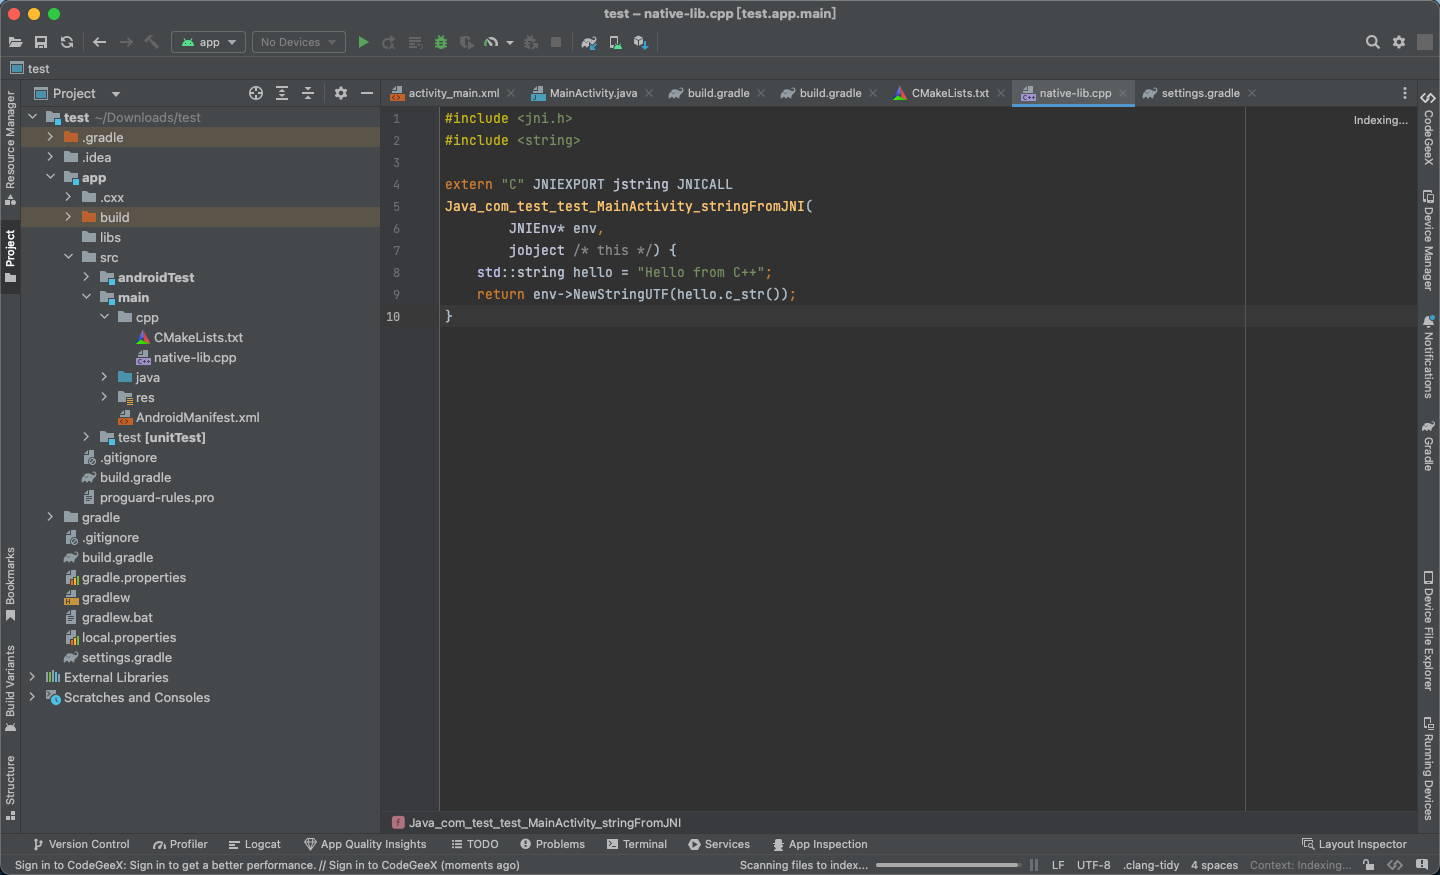 test – native-lib.cpp [test.app.main]
app
No Devices
test
Project
activity_main.xml
MainActivity.java
build.gradle
build.gradle
CMakeLists.txt
native-lib.cpp
settings.gradle
Resource Manager
Project
Bookmarks
Build Variants
Structure
test ~/Downloads/test
.gradle
.idea
app
.cxx
build
libs
src
androidTest
main
cpp
CMakeLists.txt
native-lib.cpp
java
res
AndroidManifest.xml
test [unitTest]
.gitignore
build.gradle
proguard-rules.pro
gradle
.gitignore
build.gradle
gradle.properties
gradlew
gradlew.bat
local.properties
settings.gradle
External Libraries
Scratches and Consoles
1 #include <jni.h>
2 #include <string>
3
4 extern "C" JNIEXPORT jstring JNICALL
5 Java_com_test_test_MainActivity_stringFromJNI(
6 JNIEnv* env,
7 jobject /* this */) {
8 std::string hello = "Hello from C++";
9 return env->NewStringUTF(hello.c_str());
10 }
Indexing...
CodeGeeX
Device Manager
Notifications
Gradle
Device File Explorer
Running Devices
Java_com_test_test_MainActivity_stringFromJNI
Version Control
Profiler
Logcat
App Quality Insights
TODO
Problems
Terminal
Services
App Inspection
Layout Inspector
Sign in to CodeGeeX: Sign in to get a better performance. // Sign in to CodeGeeX (moments ago)
Scanning files to index...
LF
UTF-8
.clang-tidy
4 spaces
Context: Indexing...